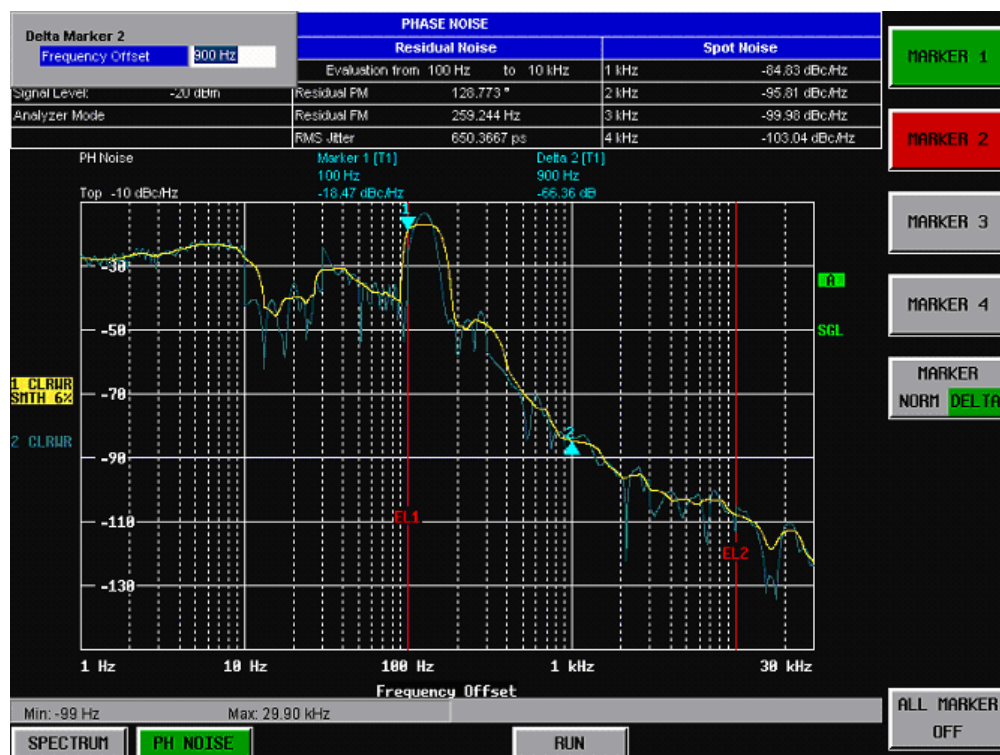 Delta Marker 2
Frequency Offset 900 Hz
PHASE NOISE
Residual Noise Spot Noise
Evaluation from 100 Hz to 10 kHz 1 kHz -84.83 dBc/Hz
Signal Level: -20 dBm Residual PM 128.773 ° 2 kHz -95.81 dBc/Hz
Analyzer Mode Residual FM 259.244 Hz 3 kHz -99.98 dBc/Hz
RMS Jitter 650.3667 ps 4 kHz -103.04 dBc/Hz
PH Noise Marker 1 [T1] Delta 2 [T1]
100 Hz 900 Hz
Top -10 dBc/Hz -18.47 dBc/Hz -66.36 dB
1
-30
-50
-70
-90
-110
-130
2
EL1
EL2
1 CLRWR
SMTH 6%
2 CLRWR
A
SGL
1 Hz 10 Hz 100 Hz 1 kHz 30 kHz
Frequency Offset
Min: -99 Hz Max: 29.90 kHz
SPECTRUM PH NOISE RUN
MARKER 1
MARKER 2
MARKER 3
MARKER 4
MARKER
NORM DELTA
ALL MARKER
OFF